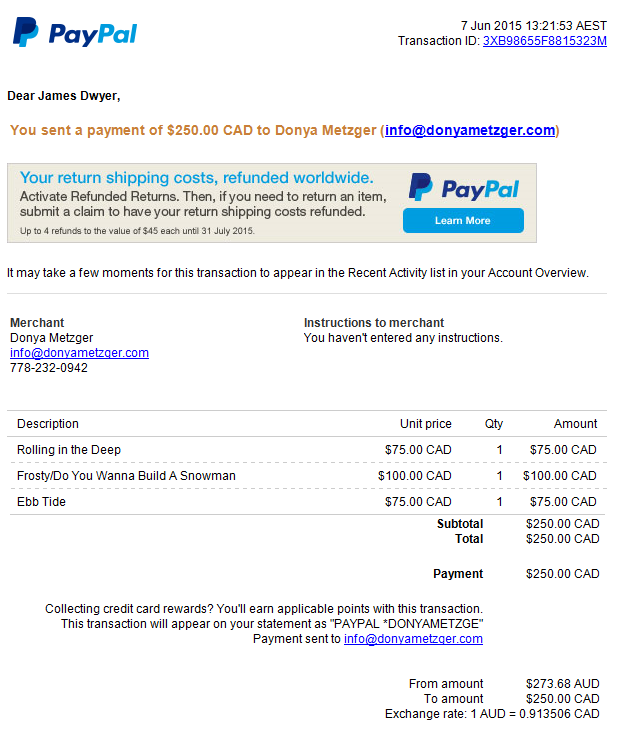 PayPal
7 Jun 2015 13:21:53 AEST
Transaction ID: 3XB98655F8815323M
Dear James Dwyer,
You sent a payment of $250.00 CAD to Donya Metzger (info@donyametzger.com)
Your return shipping costs, refunded worldwide.
Activate Refunded Returns. Then, if you need to return an item,
submit a claim to have your return shipping costs refunded.
Up to 4 refunds to the value of $45 each until 31 July 2015.
PayPal
Learn More
It may take a few moments for this transaction to appear in the Recent Activity list in your Account Overview.
Merchant
Donya Metzger
info@donyametzger.com
778-232-0942
Instructions to merchant
You haven't entered any instructions.
Description Unit price Qty Amount
Rolling in the Deep $75.00 CAD 1 $75.00 CAD
Frosty/Do You Wanna Build A Snowman $100.00 CAD 1 $100.00 CAD
Ebb Tide $75.00 CAD 1 $75.00 CAD
Subtotal $250.00 CAD
Total $250.00 CAD
Payment $250.00 CAD
Collecting credit card rewards? You'll earn applicable points with this transaction.
This transaction will appear on your statement as "PAYPAL *DONYAMETZGE"
Payment sent to info@donyametzger.com
From amount $273.68 AUD
To amount $250.00 CAD
Exchange rate: 1 AUD = 0.913506 CAD